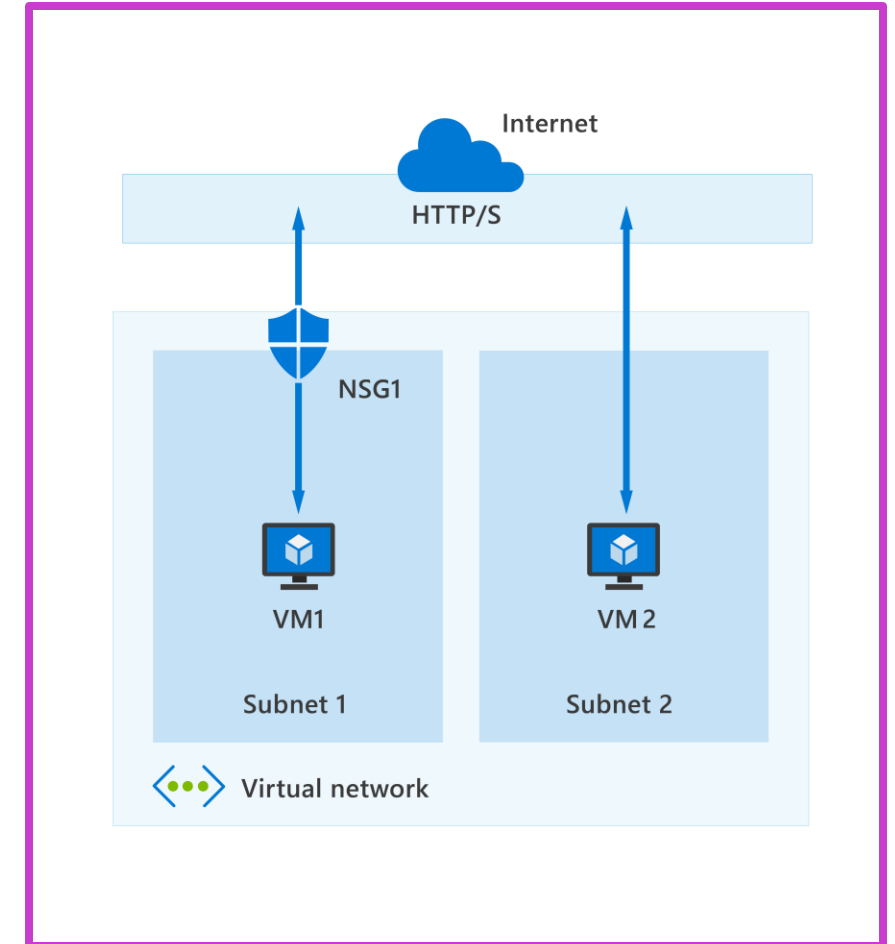 Internet
HTTP/S
NSG1
VM1
VM 2
Subnet 1
Subnet 2
Virtual network